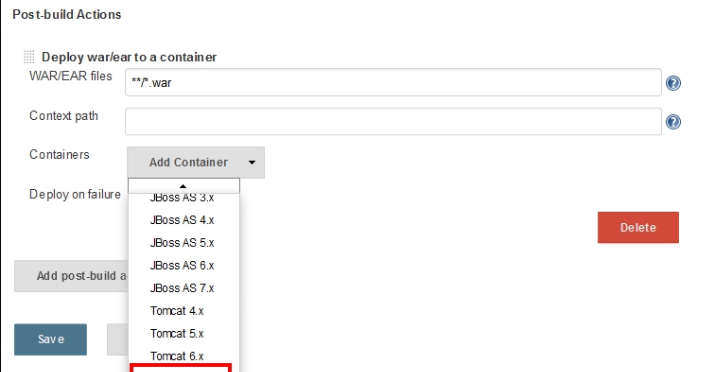 Post-build Actions
Deploy war/ear to a container
WAR/EAR files
**/*.war
Context path
Containers
Add Container
Deploy on failure
JBoss AS 3.x
JBoss AS 4.x
JBoss AS 5.x
JBoss AS 6.x
JBoss AS 7.x
Tomcat 4.x
Tomcat 5.x
Tomcat 6.x
Delete
Add post-build a
Save